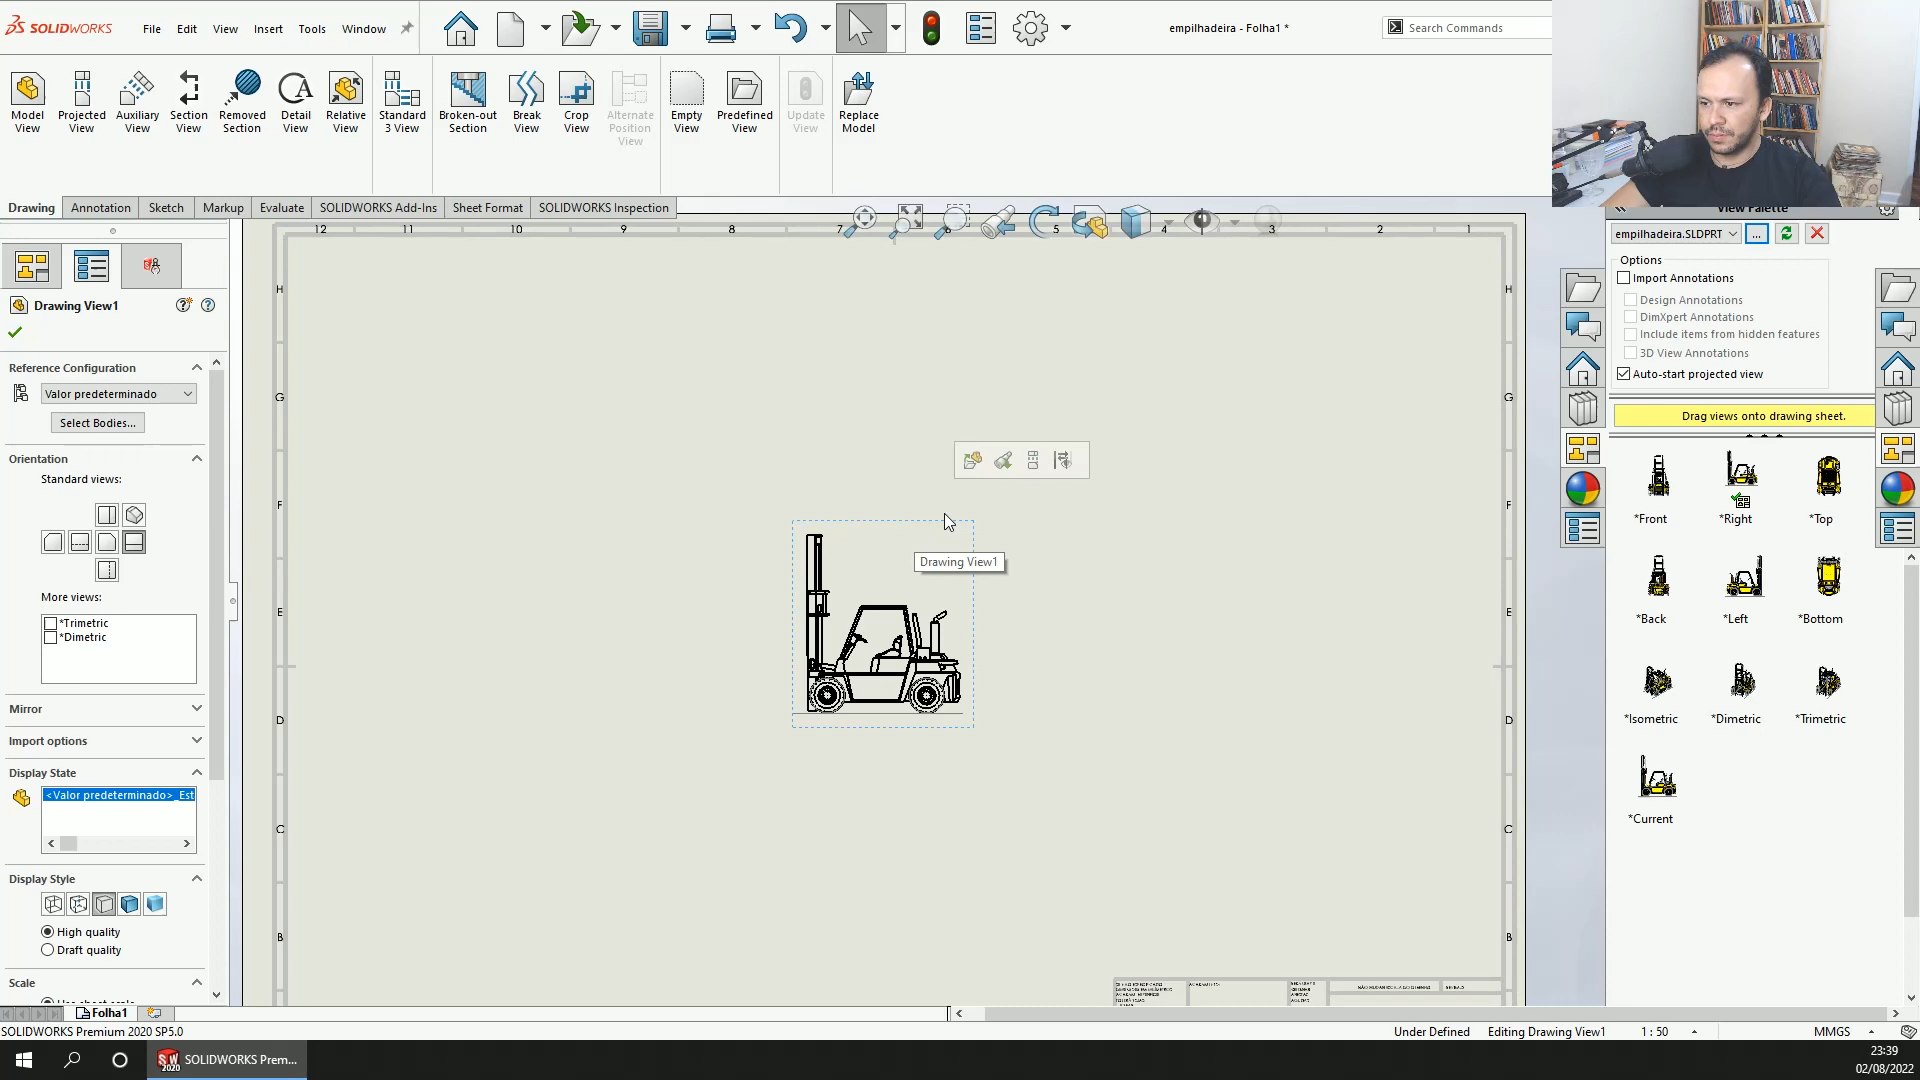 SOLIDWORKS
File Edit View Insert Tools Window
empilhadeira - Folha1 *
Search Commands
Model View
Projected View
Auxiliary View
Section View
Removed Section
Detail View
Relative View
Standard 3 View
Broken-out Section
Break View
Crop View
Alternate Position View
Empty View
Predefined View
Update View
Replace Model
Drawing Annotation Sketch Markup Evaluate SOLIDWORKS Add-Ins Sheet Format SOLIDWORKS Inspection
Drawing View1
Reference Configuration
Valor predeterminado
Select Bodies...
Orientation
Standard views:
More views:
*Trimetric
*Dimetric
Mirror
Import options
Display State
<Valor predeterminado>_Est
Display Style
High quality
Draft quality
Scale
Use sheet scale
12 11 10 9 8 7 6 5 4 3 2 1
H H
G G
F F
E E
D D
C C
B B
Drawing View1
View Palette
empilhadeira.SLDPRT
...
Options
Import Annotations
Design Annotations
DimXpert Annotations
Include items from hidden features
3D View Annotations
Auto-start projected view
Drag views onto drawing sheet.
*Front *Right *Top
*Back *Left *Bottom
*Isometric *Dimetric *Trimetric
*Current
Folha1
SOLIDWORKS Premium 2020 SP5.0
Under Defined
Editing Drawing View1
1 : 50
MMGS
SW 2020
SOLIDWORKS Prem...
23:39
02/08/2022